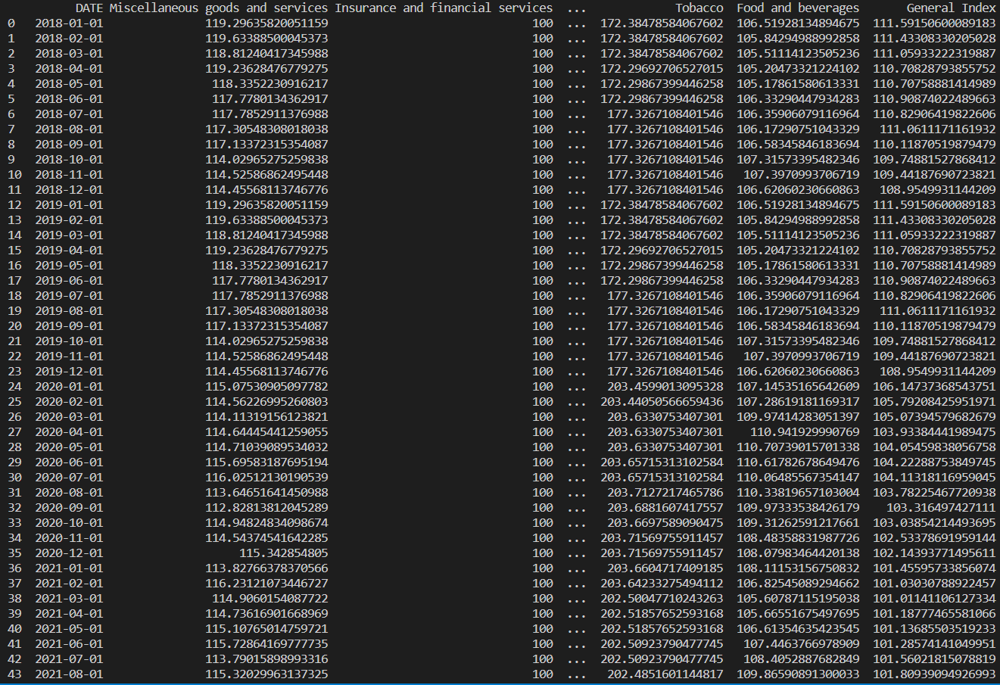 DATE Miscellaneous goods and services Insurance and financial services ... Tobacco Food and beverages General Index
0 2018-01-01 119.29635820051159 100 ... 172.38478584067602 106.51928134894675 111.59150600089183
1 2018-02-01 119.63388500045373 100 ... 172.38478584067602 105.84294988992858 111.43308330205028
2 2018-03-01 118.81240417345988 100 ... 172.38478584067602 105.51114123505236 111.05933222319887
3 2018-04-01 119.23628476779275 100 ... 172.29692706527015 105.20473321224102 110.70828793855752
4 2018-05-01 118.3352230916217 100 ... 172.29867399446258 105.17861580613331 110.70758881414989
5 2018-06-01 117.7780134362917 100 ... 172.29867399446258 106.33290447934283 110.90874022489663
6 2018-07-01 117.7852911376988 100 ... 177.3267108401546 106.35906079116964 110.82906419822606
7 2018-08-01 117.30548308018038 100 ... 177.3267108401546 106.17290751043329 111.0611171161932
8 2018-09-01 117.13372315354087 100 ... 177.3267108401546 106.58345846183694 110.11870519879479
9 2018-10-01 114.02965275259838 100 ... 177.3267108401546 107.31573395482346 109.74881527868412
10 2018-11-01 114.52586862495448 100 ... 177.3267108401546 107.3970993706719 109.44187690723821
11 2018-12-01 114.45568113746776 100 ... 177.3267108401546 106.62060230660863 108.9549931144209
12 2019-01-01 119.29635820051159 100 ... 172.38478584067602 106.51928134894675 111.59150600089183
13 2019-02-01 119.63388500045373 100 ... 172.38478584067602 105.84294988992858 111.43308330205028
14 2019-03-01 118.81240417345988 100 ... 172.38478584067602 105.51114123505236 111.05933222319887
15 2019-04-01 119.23628476779275 100 ... 172.29692706527015 105.20473321224102 110.70828793855752
16 2019-05-01 118.3352230916217 100 ... 172.29867399446258 105.17861580613331 110.70758881414989
17 2019-06-01 117.7780134362917 100 ... 172.29867399446258 106.33290447934283 110.90874022489663
18 2019-07-01 117.7852911376988 100 ... 177.3267108401546 106.35906079116964 110.82906419822606
19 2019-08-01 117.30548308018038 100 ... 177.3267108401546 106.17290751043329 111.0611171161932
20 2019-09-01 117.13372315354087 100 ... 177.3267108401546 106.58345846183694 110.11870519879479
21 2019-10-01 114.02965275259838 100 ... 177.3267108401546 107.31573395482346 109.74881527868412
22 2019-11-01 114.52586862495448 100 ... 177.3267108401546 107.3970993706719 109.44187690723821
23 2019-12-01 114.45568113746776 100 ... 177.3267108401546 106.62060230660863 108.9549931144209
24 2020-01-01 115.07530905097782 100 ... 203.4599013095328 107.14535165642609 106.14737368543751
25 2020-02-01 114.56226995260803 100 ... 203.44050566659436 107.28619181169317 105.79208425951971
26 2020-03-01 114.11319156123821 100 ... 203.6330753407301 109.97414283051397 105.07394579682679
27 2020-04-01 114.64445441259055 100 ... 203.6330753407301 110.941929990769 103.93384441989475
28 2020-05-01 114.71039089534032 100 ... 203.6330753407301 110.70739015701338 104.05459838056758
29 2020-06-01 115.69583187695194 100 ... 203.65715313102584 110.61782678649476 104.22288753849745
30 2020-07-01 116.02512130190539 100 ... 203.65715313102584 110.06485567354147 104.11318116959045
31 2020-08-01 113.64651641450988 100 ... 203.7127217465786 110.33819657103004 103.78225467720938
32 2020-09-01 112.82813812045289 100 ... 203.6881607417557 109.97333538426179 103.316497427111
33 2020-10-01 114.94824834098674 100 ... 203.6697589090475 109.31262591217661 103.03854214493695
34 2020-11-01 114.54374541642285 100 ... 203.71569755911457 108.48358831987726 102.53378691959144
35 2020-12-01 115.342854805 100 ... 203.71569755911457 108.07983464420138 102.14393771495611
36 2021-01-01 113.82766378370566 100 ... 203.6604717409185 108.11153156750832 101.45595733856074
37 2021-02-01 116.23121073446727 100 ... 203.64233275494112 106.82545089294662 101.03030788922457
38 2021-03-01 114.9060154087722 100 ... 202.50047710243263 105.60787115195038 101.01141106127334
39 2021-04-01 114.73616901668969 100 ... 202.51857652593168 105.66551675497695 101.18777465581066
40 2021-05-01 115.10765014759721 100 ... 202.51857652593168 106.61354635423545 101.13685503519233
41 2021-06-01 115.72864169777735 100 ... 202.50923790477745 107.4463766978909 101.28574141049951
42 2021-07-01 113.79015898993316 100 ... 202.50923790477745 108.4052887682849 101.56021815078819
43 2021-08-01 115.32029963137325 100 ... 202.4851601144817 109.86590891300033 101.80939094926993